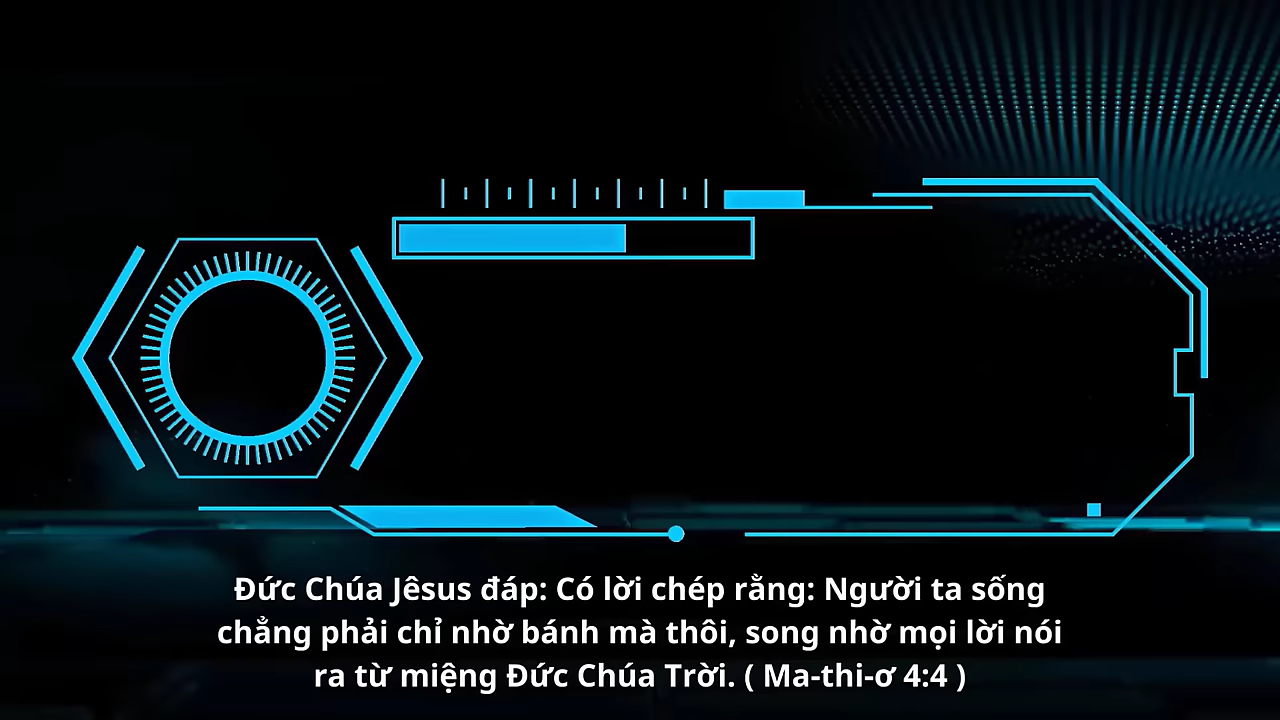 Đức Chúa Jêsus đáp: Có lời chép rằng: Người ta sống
chẳng phải chỉ nhờ bánh mà thôi, song nhờ mọi lời nói
ra từ miệng Đức Chúa Trời. ( Ma-thi-ơ 4:4 )